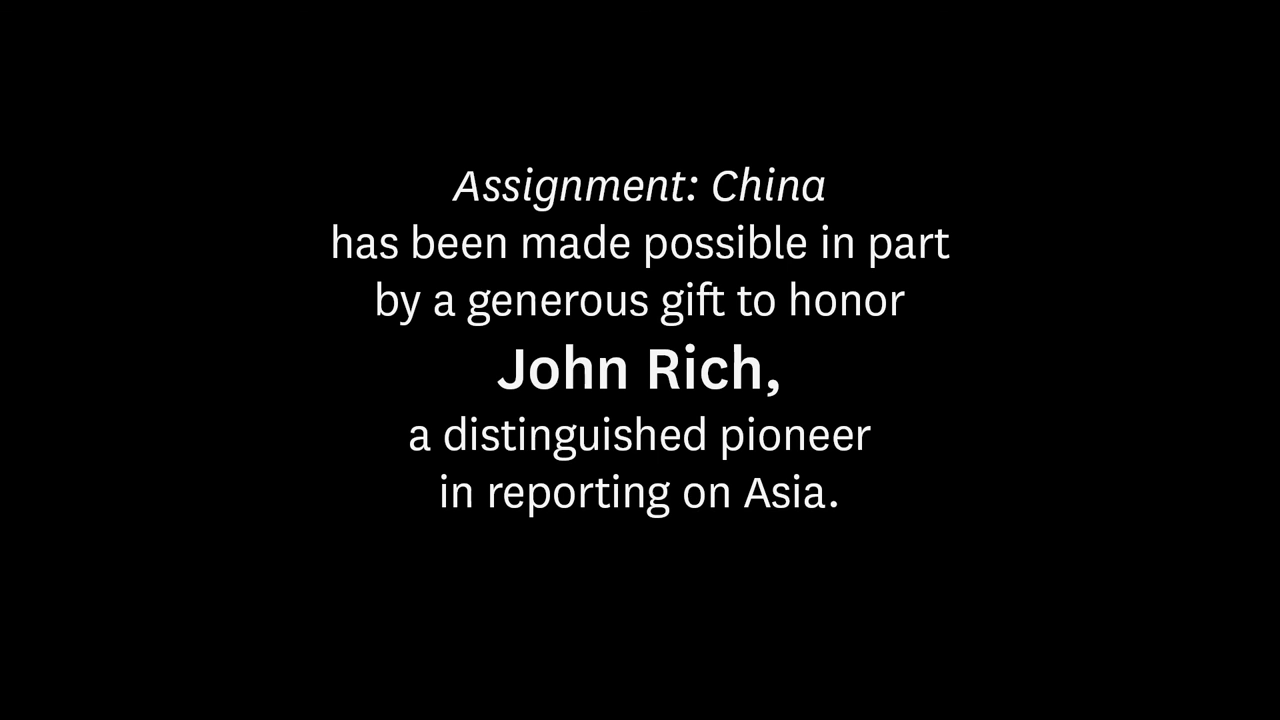 Assignment: China
has been made possible in part
by a generous gift to honor
John Rich,
a distinguished pioneer
in reporting on Asia.